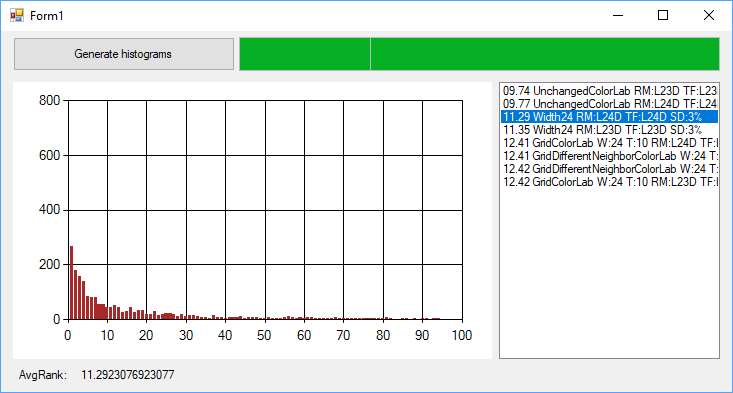 Form1
Generate histograms
800
600
400
200
0
0 10 20 30 40 50 60 70 80 90 100
09.74 UnchangedColorLab RM:L23D TF:L23
09.77 UnchangedColorLab RM:L24D TF:L24
11.29 Width24 RM:L24D TF:L24D SD:3%
11.35 Width24 RM:L23D TF:L23D SD:3%
12.41 GridColorLab W:24 T:10 RM:L24D TF:
12.41 GridDifferentNeighborColorLab W:24 T:
12.42 GridDifferentNeighborColorLab W:24 T:
12.42 GridColorLab W:24 T:10 RM:L23D TF:
AvgRank: 11.2923076923077